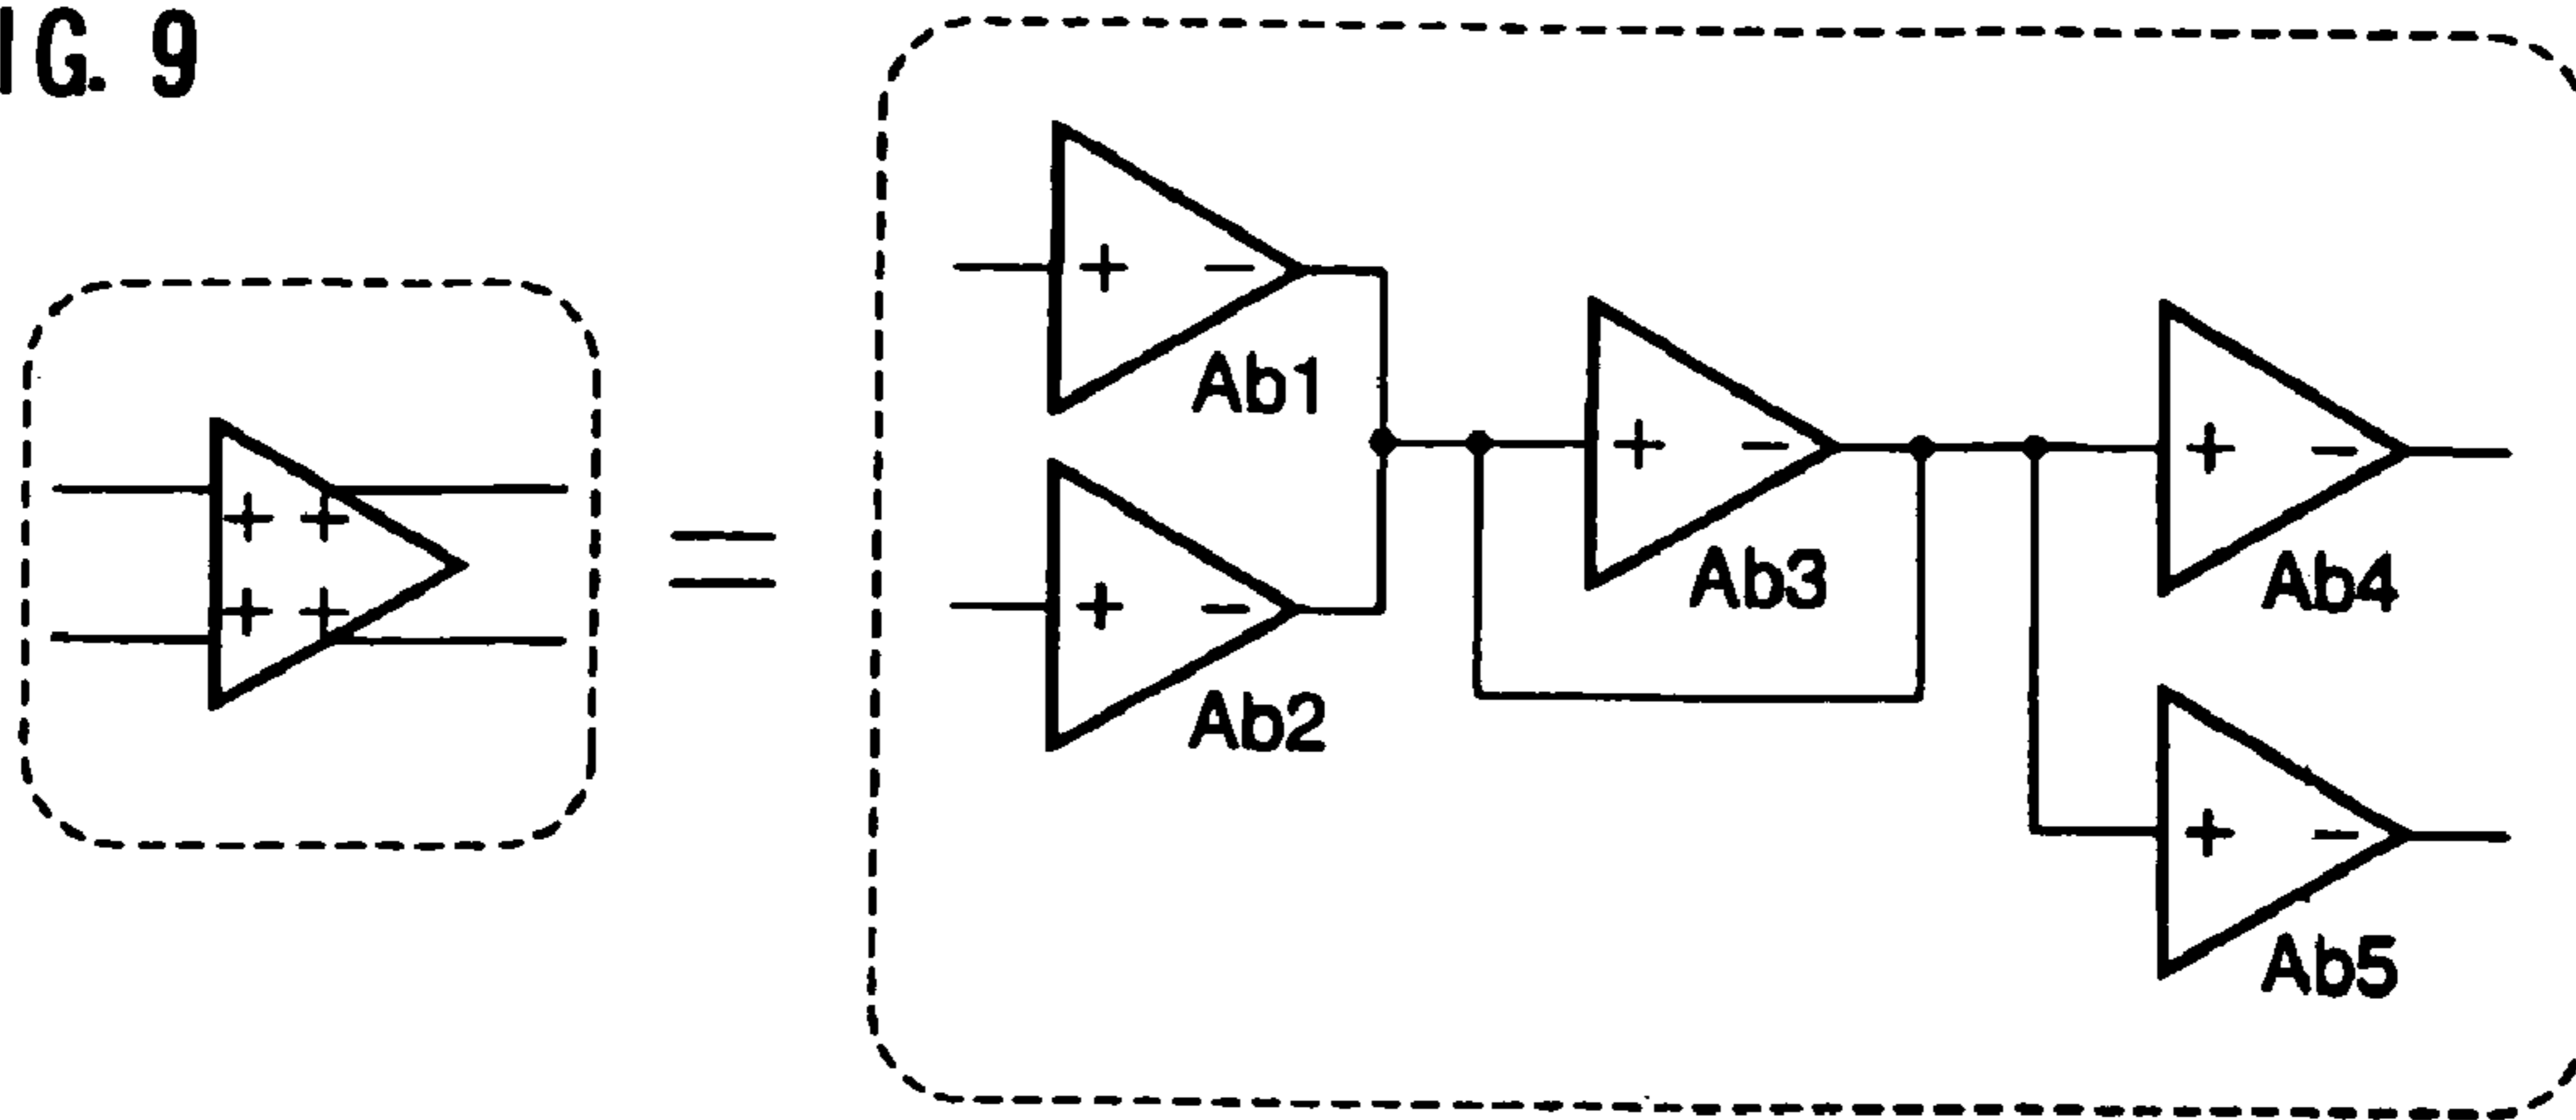 IG. 9
+ -
Ab1
+ -
Ab2
+ -
Ab3
+ -
Ab4
+ -
Ab5
+ +
+ +
=